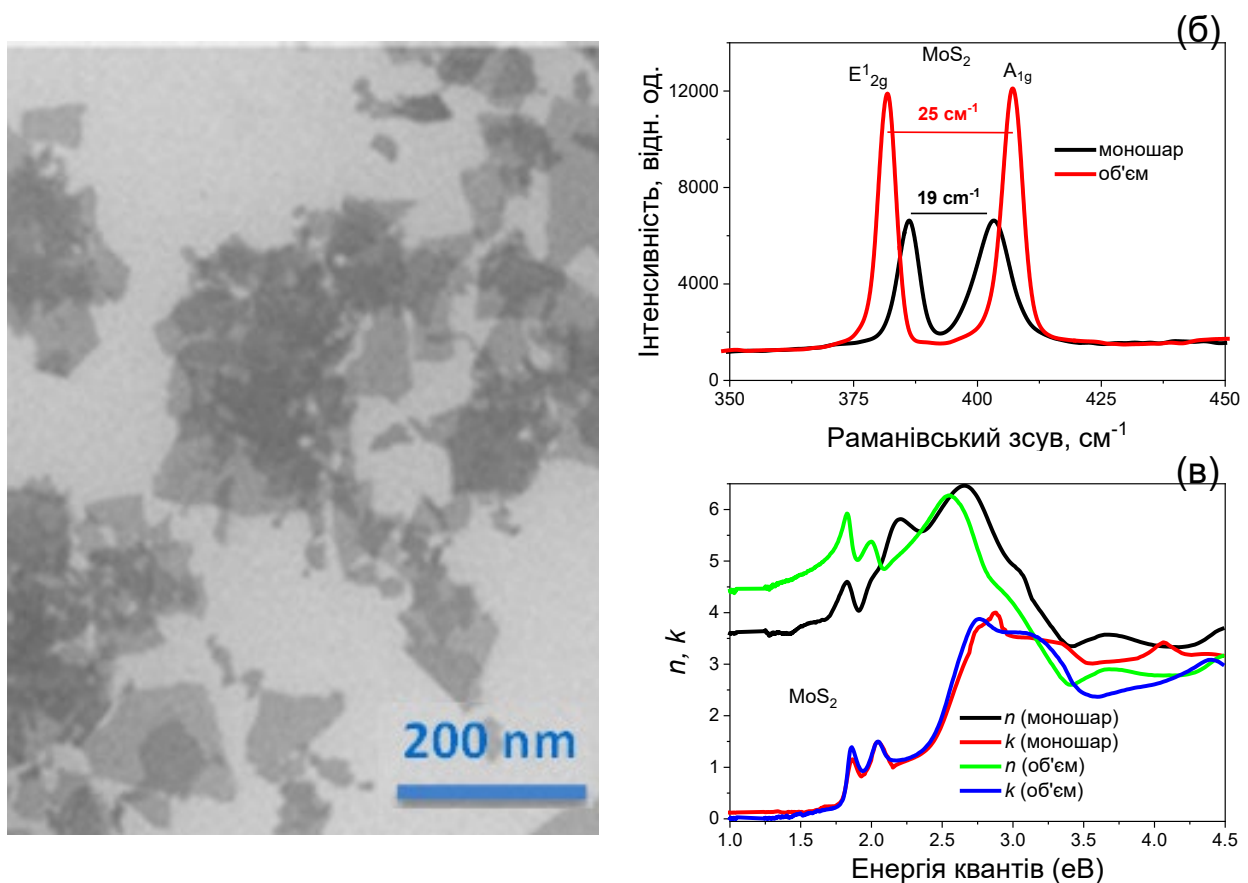 200 nm
(б)
MoS2
E12g
A1g
25 см-1
19 cm-1
моношар
об'єм
12000
8000
4000
0
350 375 400 425 450
Інтенсивність, відн. од.
Раманівський зсув, см-1
(в)
6
5
4
3
2
1
0
n, k
MoS2
n (моношар)
k (моношар)
n (об'єм)
k (об'єм)
1.0 1.5 2.0 2.5 3.0 3.5 4.0 4.5
Енергія квантів (еВ)